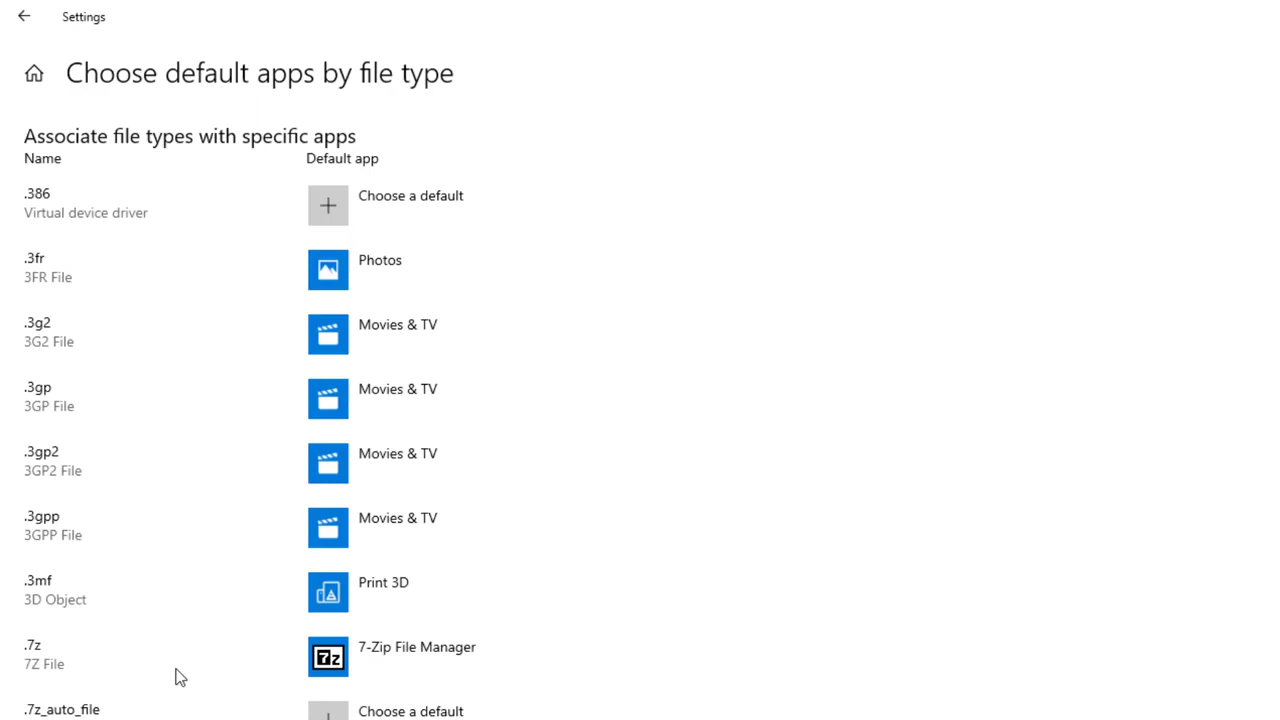 Settings
Choose default apps by file type
Associate file types with specific apps
Name Default app
.386 Choose a default
Virtual device driver
.3fr Photos
3FR File
.3g2 Movies & TV
3G2 File
.3gp Movies & TV
3GP File
.3gp2 Movies & TV
3GP2 File
.3gpp Movies & TV
3GPP File
.3mf Print 3D
3D Object
.7z 7-Zip File Manager
7z
7Z File
.7z_auto_file Choose a default